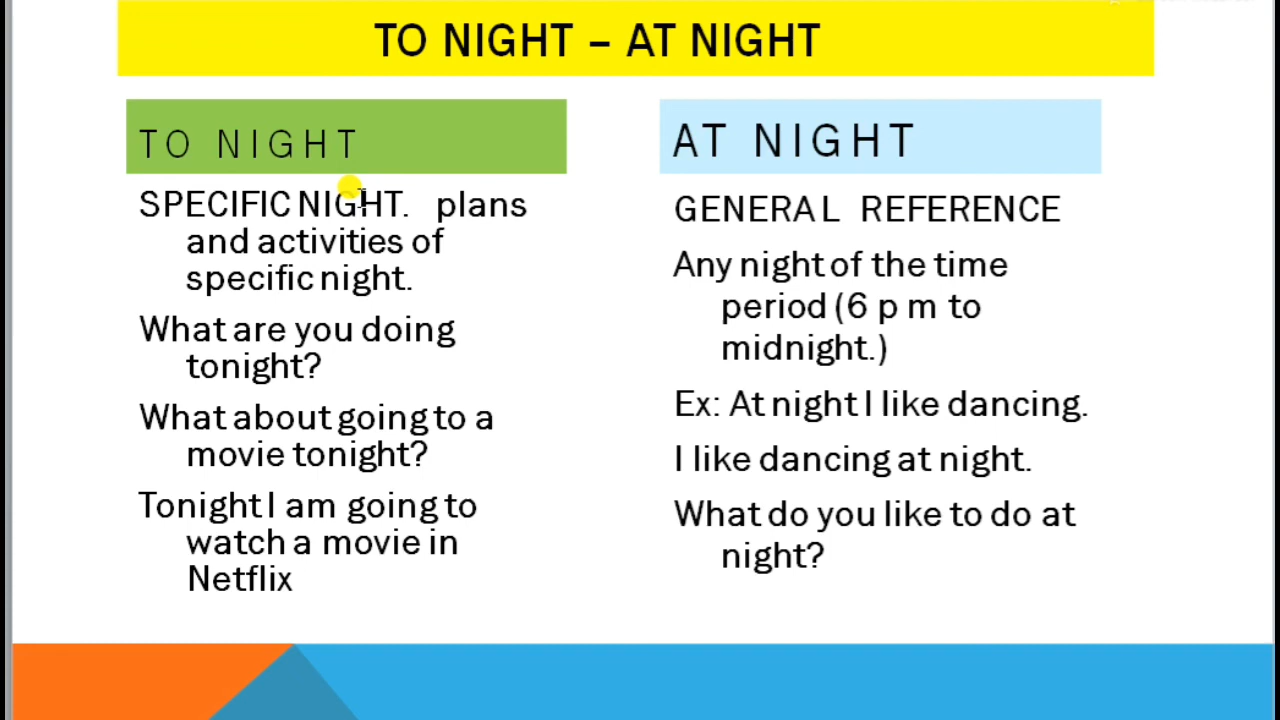 TO NIGHT – AT NIGHT
TO NIGHT
SPECIFIC NIGHT. plans
and activities of
specific night.
What are you doing
tonight?
What about going to a
movie tonight?
Tonight I am going to
watch a movie in
Netflix
AT NIGHT
GENERAL REFERENCE
Any night of the time
period (6 p m to
midnight.)
Ex: At night I like dancing.
I like dancing at night.
What do you like to do at
night?